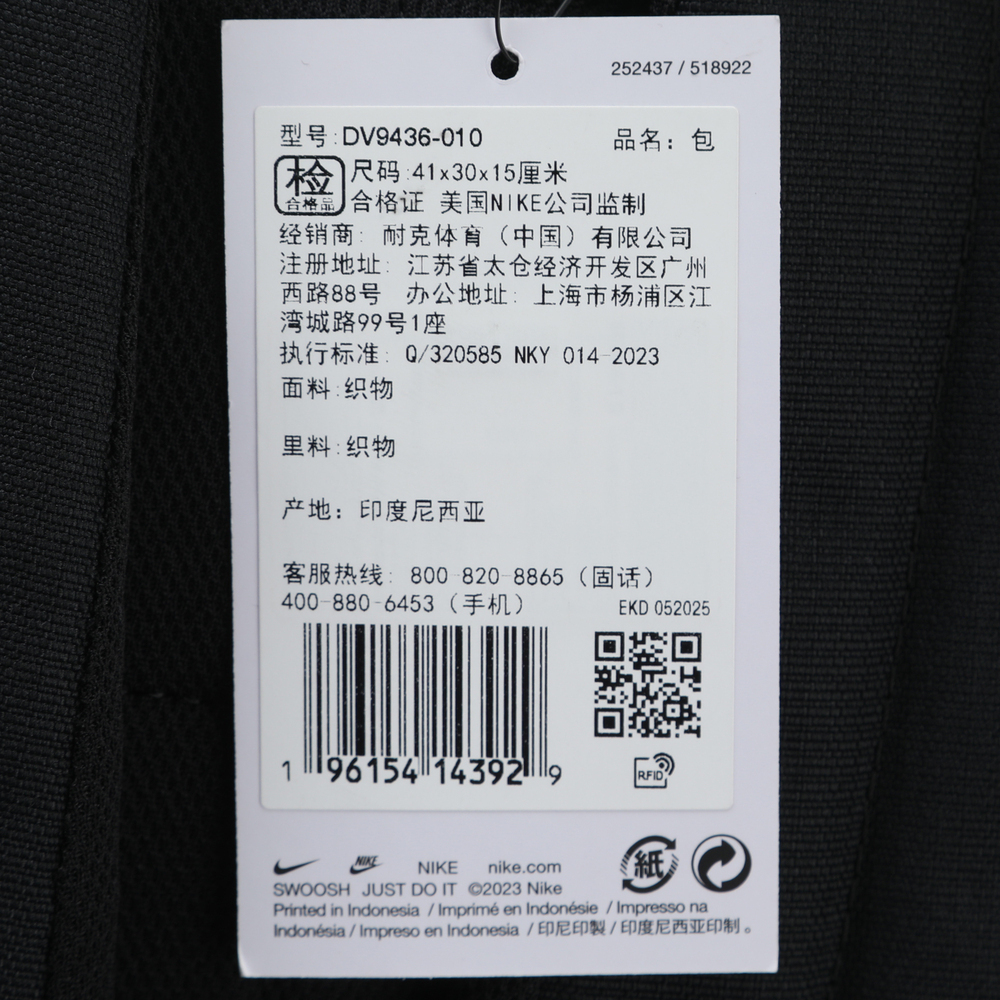 252437 / 518922
型号:DV9436-010 品名：包
检 合格品
尺码:41x30x15厘米
合格证 美国NIKE公司监制
经销商：耐克体育（中国）有限公司
注册地址：江苏省太仓经济开发区广州
西路88号 办公地址：上海市杨浦区江
湾城路99号1座
执行标准：Q/320585 NKY 014-2023
面料:织物
里料:织物
产地：印度尼西亚
客服热线：800-820-8865（固话）
400-880-6453（手机） EKD 052025
1 96154 14392 9
RFID
NIKE NIKE nike.com
SWOOSH JUST DO IT ©2023 Nike
Printed in Indonesia / Imprimé en Indonésie / Impresso na
Indonésia / Impreso en Indonesia / 印尼印製 / 印度尼西亚印制。
紙